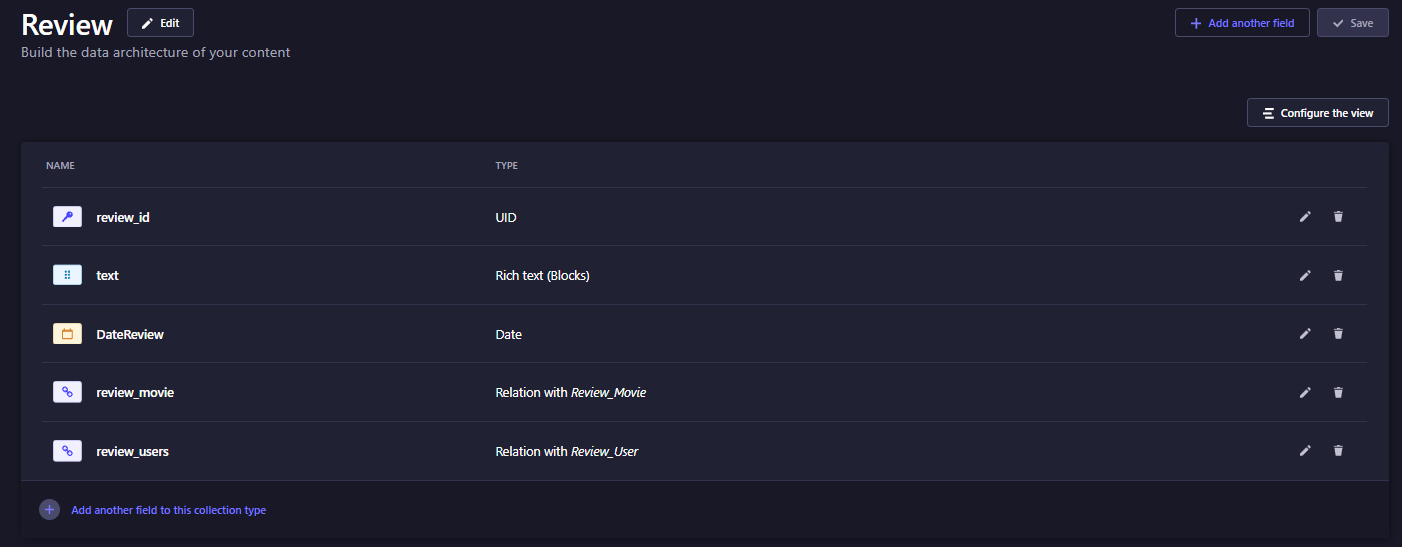 Review
Edit
Add another field
Save
Build the data architecture of your content
Configure the view
NAME TYPE
review_id UID
text Rich text (Blocks)
DateReview Date
review_movie Relation with Review_Movie
review_users Relation with Review_User
Add another field to this collection type